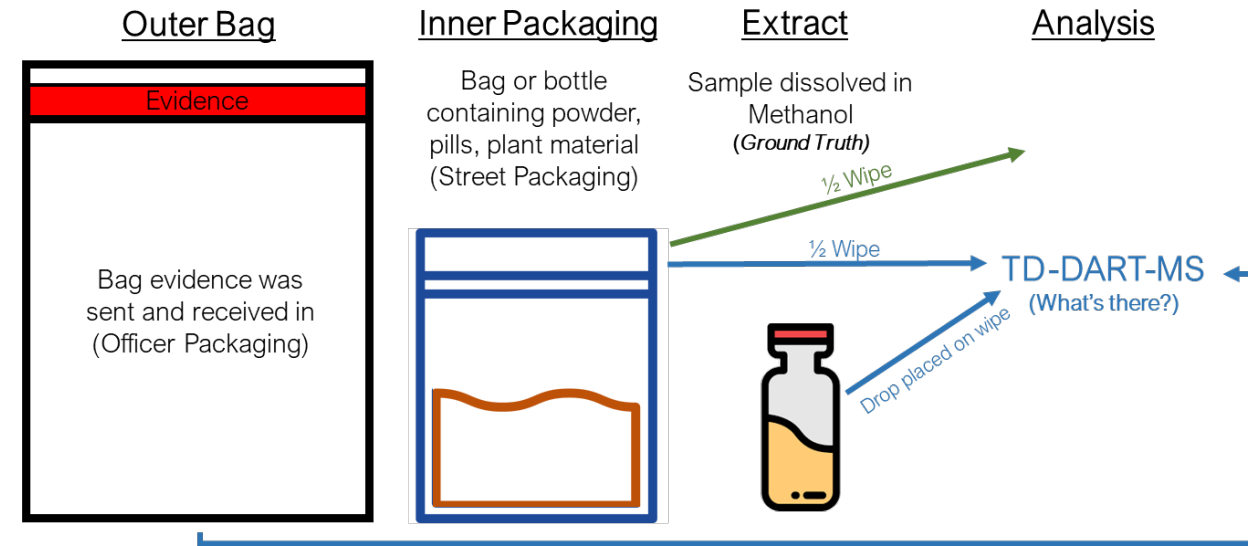 Outer Bag
Inner Packaging
Extract
Analysis
Evidence
Bag evidence was
sent and received in
(Officer Packaging)
Bag or bottle
containing powder,
pills, plant material
(Street Packaging)
Sample dissolved in
Methanol
(Ground Truth)
½ Wipe
½ Wipe
Drop placed on wipe
TD-DART-MS
(What's there?)